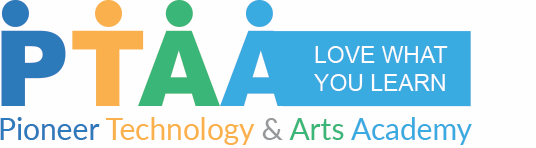 PTAA
LOVE WHAT
YOU LEARN
Pioneer Technology & Arts Academy